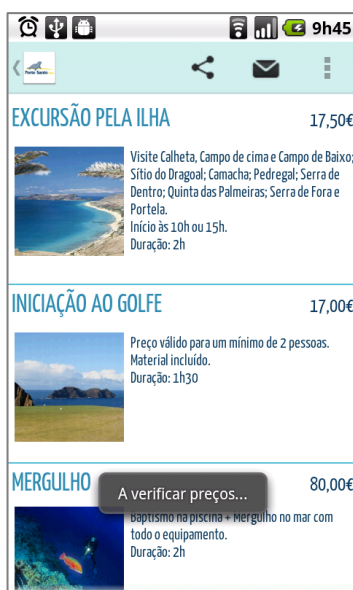 9h45
Porto Santo
EXCURSÃO PELA ILHA
17,50€
Visite Calheta, Campo de cima e Campo de Baixo;
Sítio do Dragoal; Camacha; Pedregal; Serra de
Dentro; Quinta das Palmeiras; Serra de Fora e
Portela.
Início às 10h ou 15h.
Duração: 2h
INICIAÇÃO AO GOLFE
17,00€
Preço válido para um mínimo de 2 pessoas.
Material incluído.
Duração: 1h30
MERGULHO
80,00€
A verificar preços...
Baptismo na piscina + Mergulho no mar com
todo o equipamento.
Duração: 2h